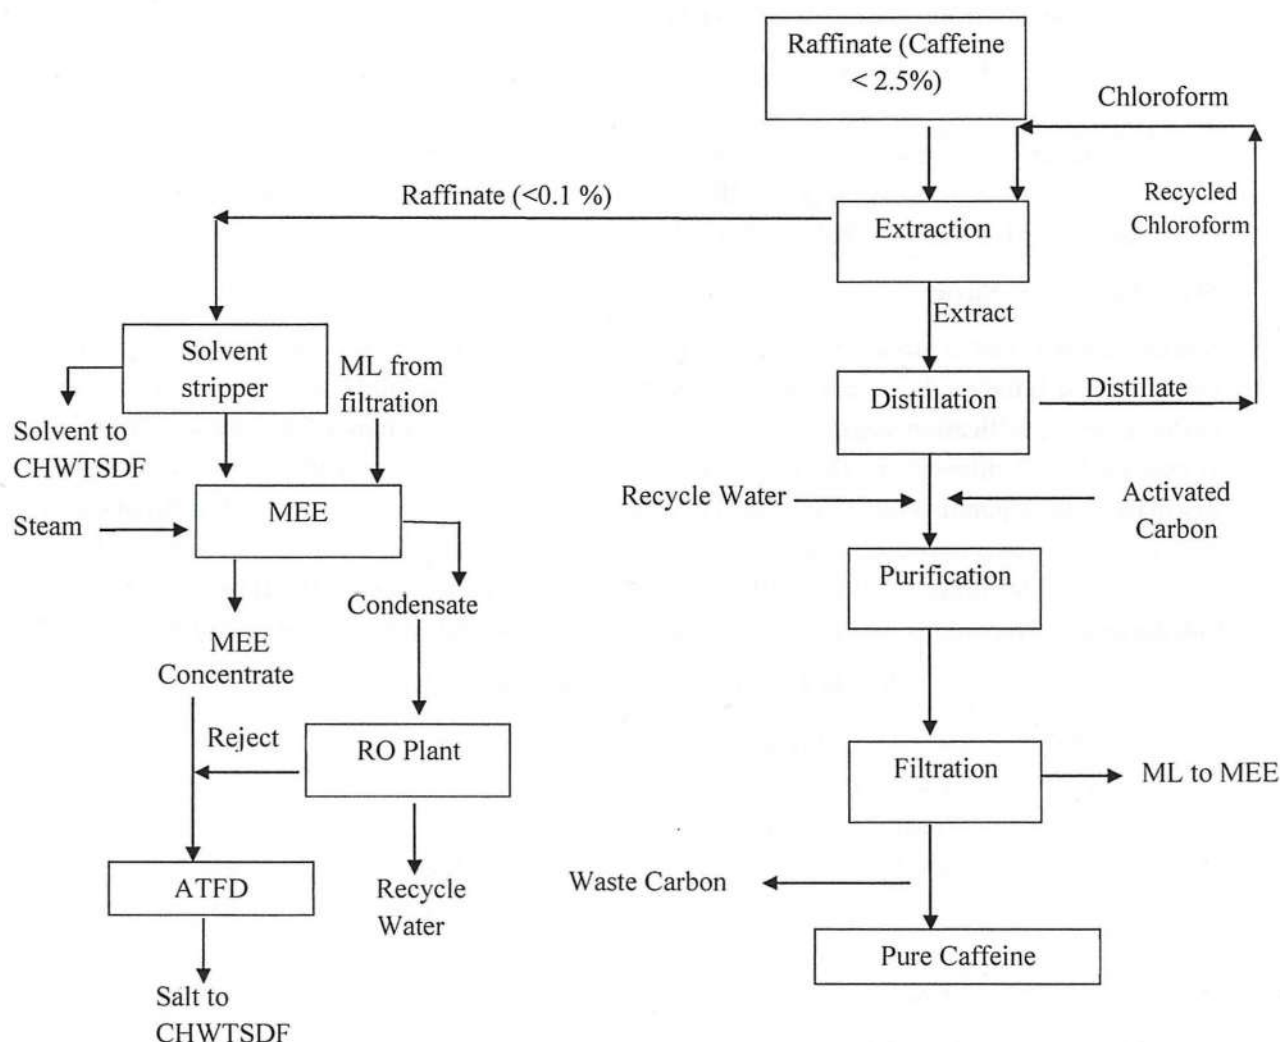 Raffinate (Caffeine
< 2.5%)
Chloroform
Recycled
Chloroform
Raffinate (<0.1 %)
Extraction
Extract
Solvent
stripper
ML from
filtration
Solvent to
CHWTSDF
Distillation
Distillate
Recycle Water
Activated
Carbon
Steam
MEE
Purification
Condensate
MEE
Concentrate
Reject
RO Plant
Filtration
ML to MEE
ATFD
Recycle
Water
Waste Carbon
Pure Caffeine
Salt to
CHWTSDF